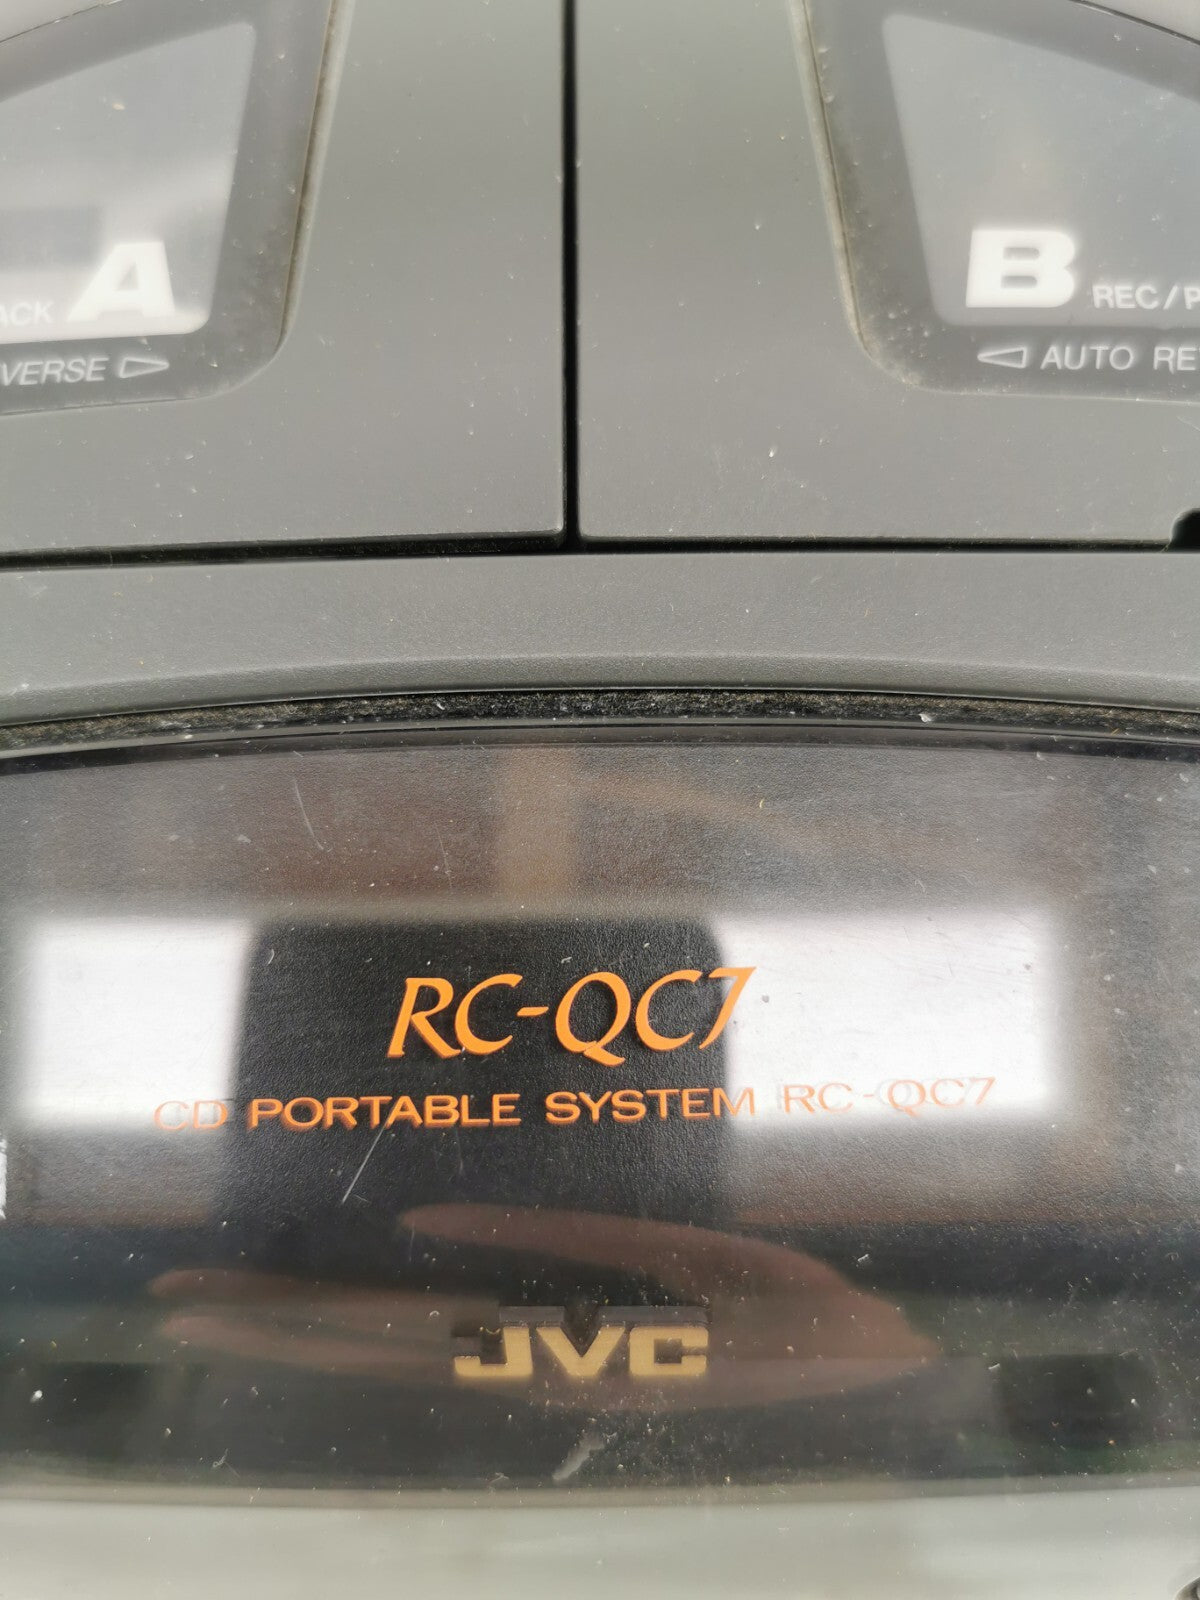 A
B REC/P
ACK
VERSE
AUTO RE
RC-QC7
CD PORTABLE SYSTEM RC-QC7
JVC